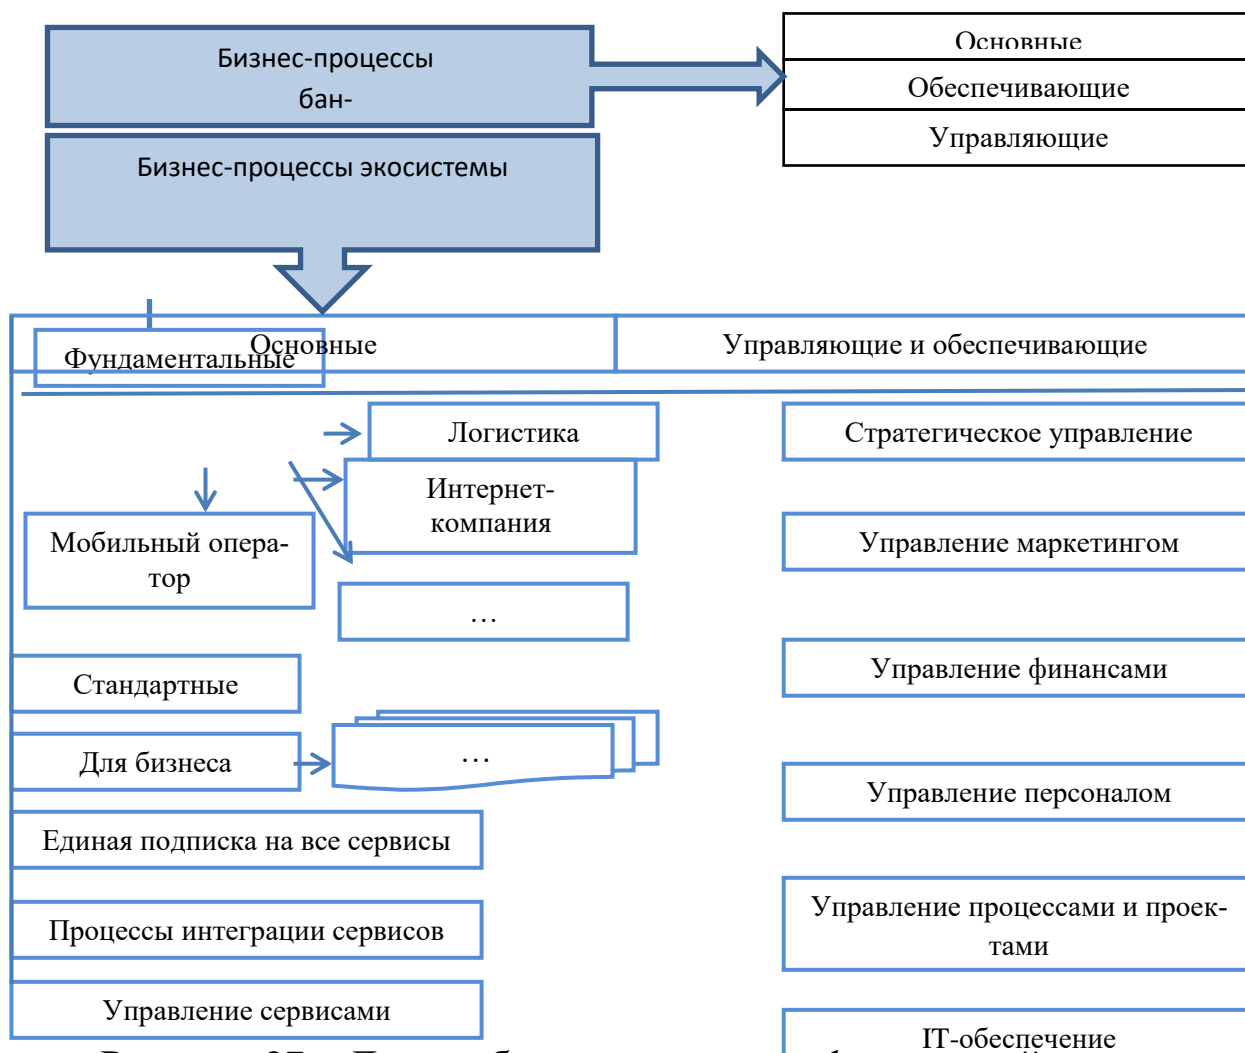 Бизнес-процессы
бан-
Основные
Обеспечивающие
Управляющие
Бизнес-процессы экосистемы
Основные
Управляющие и обеспечивающие
Фундаментальные
Логистика
Стратегическое управление
Интернет-
компания
Мобильный опера-
тор
Управление маркетингом
…
Управление финансами
Стандартные
Для бизнеса
…
Управление персоналом
Единая подписка на все сервисы
Процессы интеграции сервисов
Управление процессами и проек-
тами
Управление сервисами
IT-обеспечение